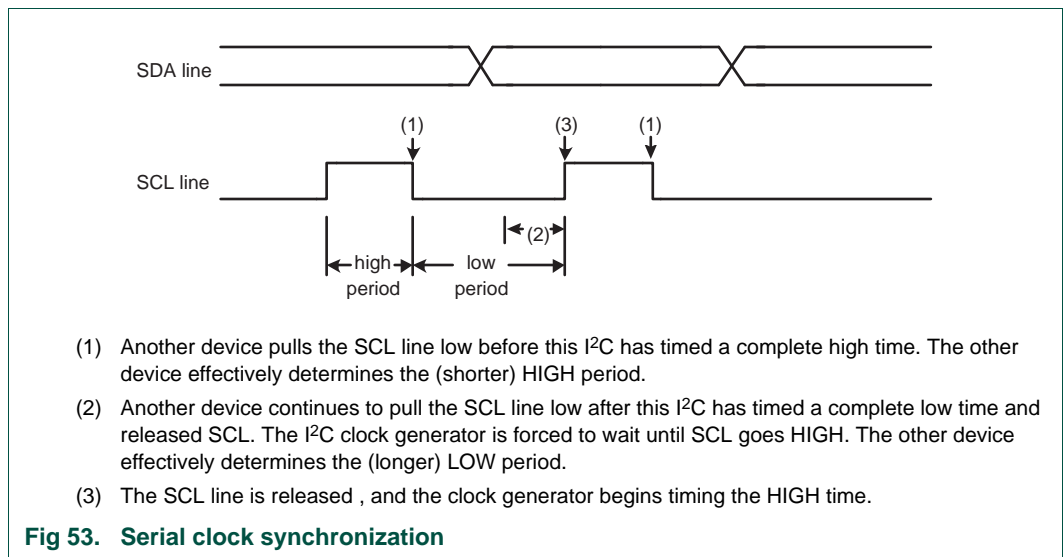 SDA line
(1)
(3)
(1)
SCL line
(2)
high
period
low
period
(1) Another device pulls the SCL line low before this I2C has timed a complete high time. The other
device effectively determines the (shorter) HIGH period.
(2) Another device continues to pull the SCL line low after this I2C has timed a complete low time and
released SCL. The I2C clock generator is forced to wait until SCL goes HIGH. The other device
effectively determines the (longer) LOW period.
(3) The SCL line is released , and the clock generator begins timing the HIGH time.
Fig 53. Serial clock synchronization